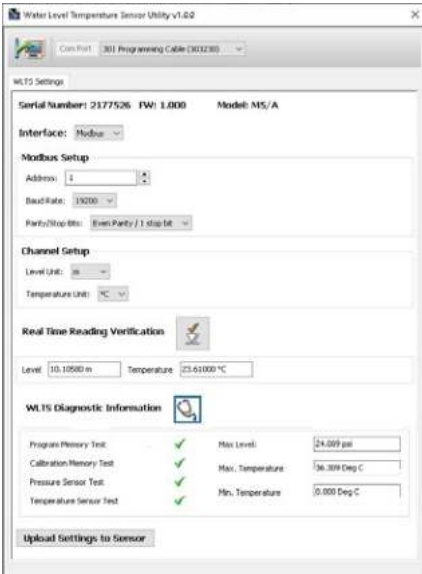 Water Level Temperature Sensor Utility v1.0.0
Com Port 301 Programming Cable (303230)
WLTS Settings
Serial Number: 2177526 FW: 1.000 Model: M5/A
Interface: Modbus
Modbus Setup
Address: 1
Baud Rate: 19200
Parity/Stop Bits: Even Parity / 1 stop bit
Channel Setup
Level Unit: m
Temperature Unit: °C
Real Time Reading Verification
Level 10.10580 m Temperature 23.61000 °C
WLTS Diagnostic Information
Program Memory Test Max Level: 24.089 psi
Calibration Memory Test Max. Temperature 36.309 Deg C
Pressure Sensor Test Min. Temperature 0.000 Deg C
Temperature Sensor Test
Upload Settings to Sensor